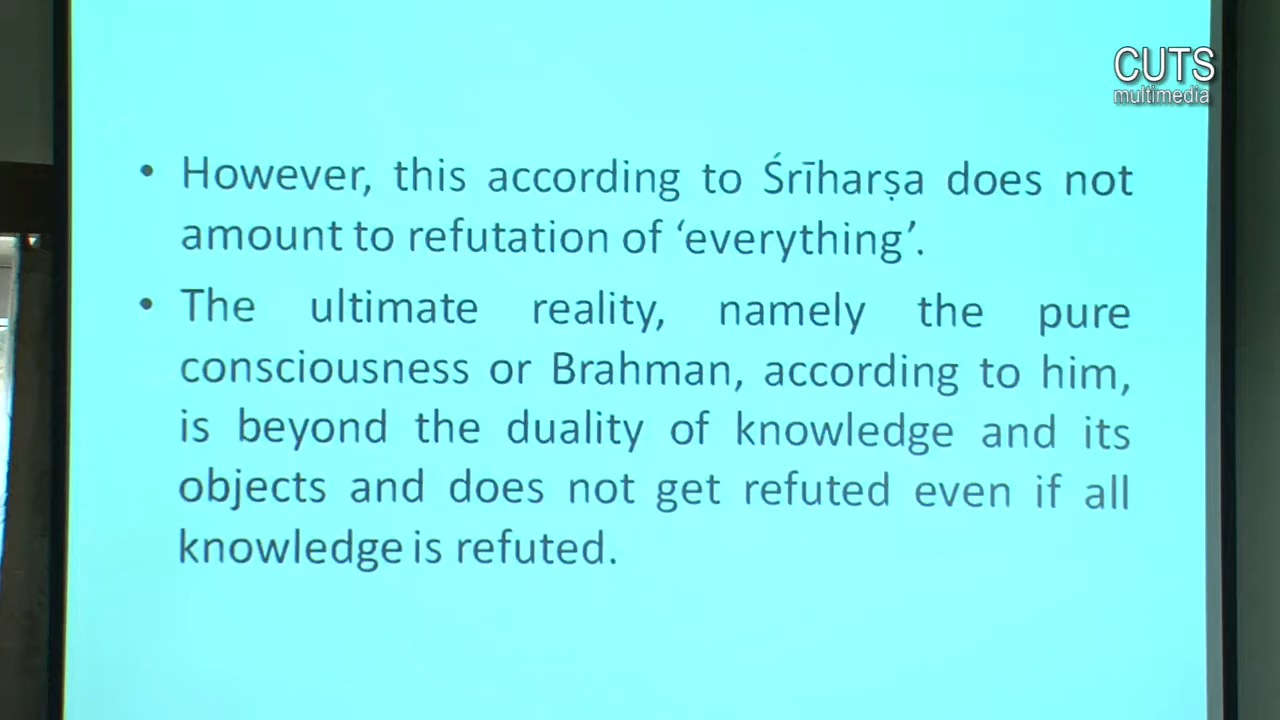 CUTS
multimedia
• However, this according to Śrīharṣa does not
amount to refutation of ‘everything’.
• The ultimate reality, namely the pure
consciousness or Brahman, according to him,
is beyond the duality of knowledge and its
objects and does not get refuted even if all
knowledge is refuted.